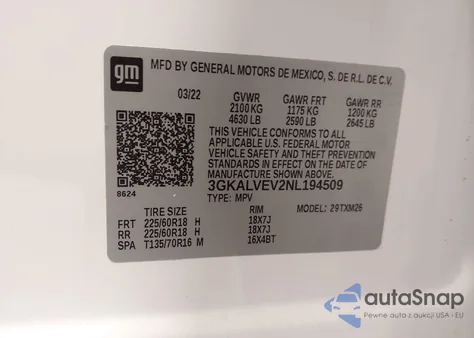 gm
MFD BY GENERAL MOTORS DE MEXICO, S. DE R.L. DE C.V.
03/22 GVWR GAWR FRT GAWR RR
2100 KG 1175 KG 1200 KG
4630 LB 2590 LB 2645 LB
THIS VEHICLE CONFORMS TO ALL
APPLICABLE U.S. FEDERAL MOTOR
VEHICLE SAFETY AND THEFT PREVENTION
STANDARDS IN EFFECT ON THE DATE OF
MANUFACTURE SHOWN ABOVE.
3GKALVEV2NL194509
8624 TYPE: MPV MODEL: 29TXM26
TIRE SIZE RIM
FRT 225/60R18 H 18X7J
RR 225/60R18 H 18X7J
SPA T135/70R16 M 16X4BT
autoSnap
Pewne auta z aukcji USA i EU